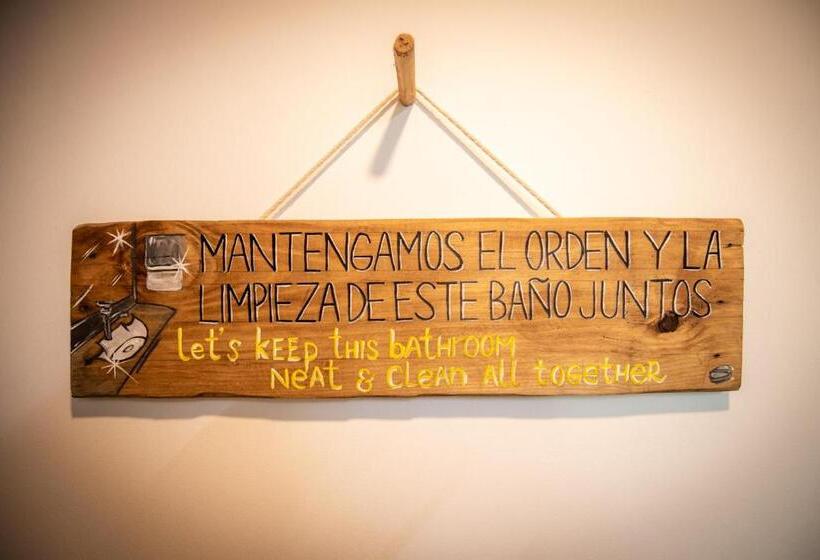 MANTENGAMOS EL ORDEN Y LA
LIMPIEZA DE ESTE BAÑO JUNTOS
let's KEEP tHIS bAtHrOOM
NEAt & CLEAn All toGEtHER